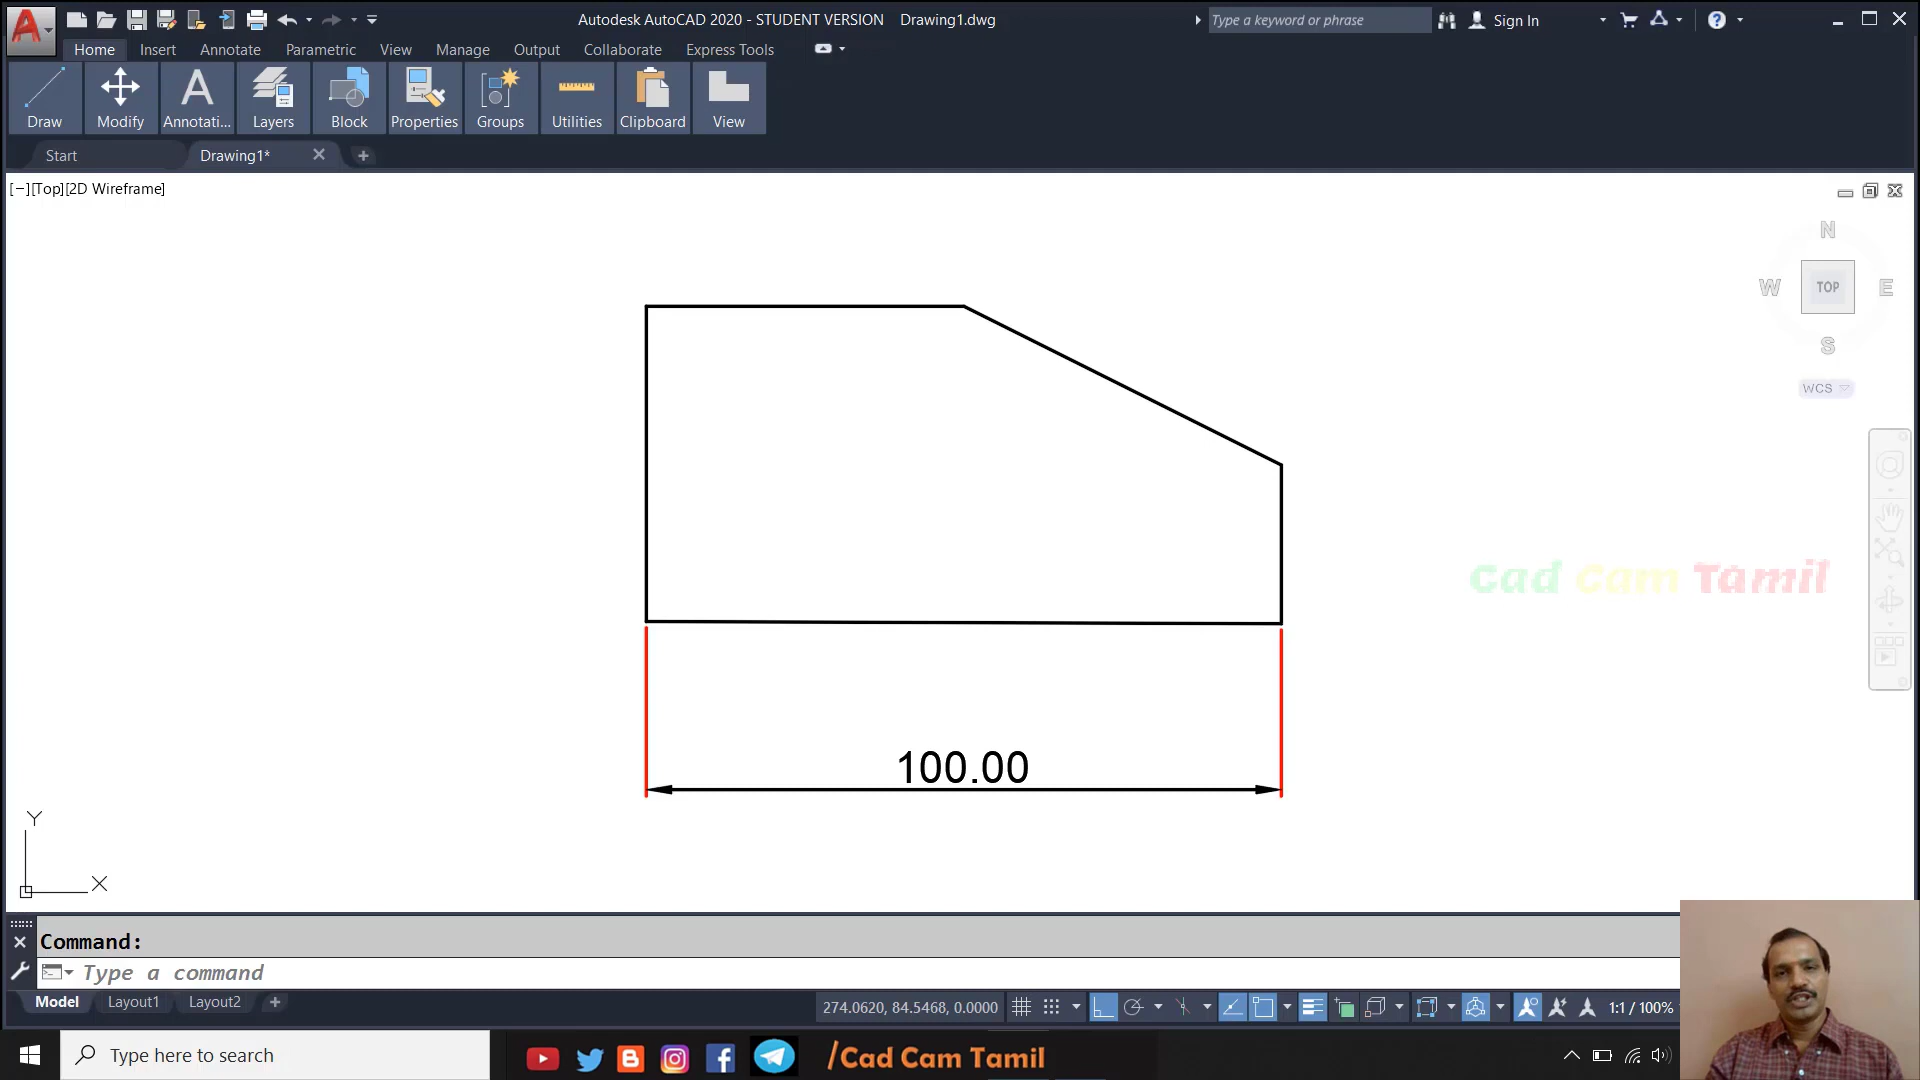 Autodesk AutoCAD 2020 - STUDENT VERSION Drawing1.dwg
Type a keyword or phrase
Sign In
Home Insert Annotate Parametric View Manage Output Collaborate Express Tools
Draw Modify Annotati... Layers Block Properties Groups Utilities Clipboard View
Start Drawing1*
[−][Top][2D Wireframe]
N
W TOP E
S
WCS
Cad Cam Tamil
100.00
Y
X
Command:
Type a command
Model Layout1 Layout2
274.0620, 84.5468, 0.0000
1:1 / 100%
Type here to search
/Cad Cam Tamil